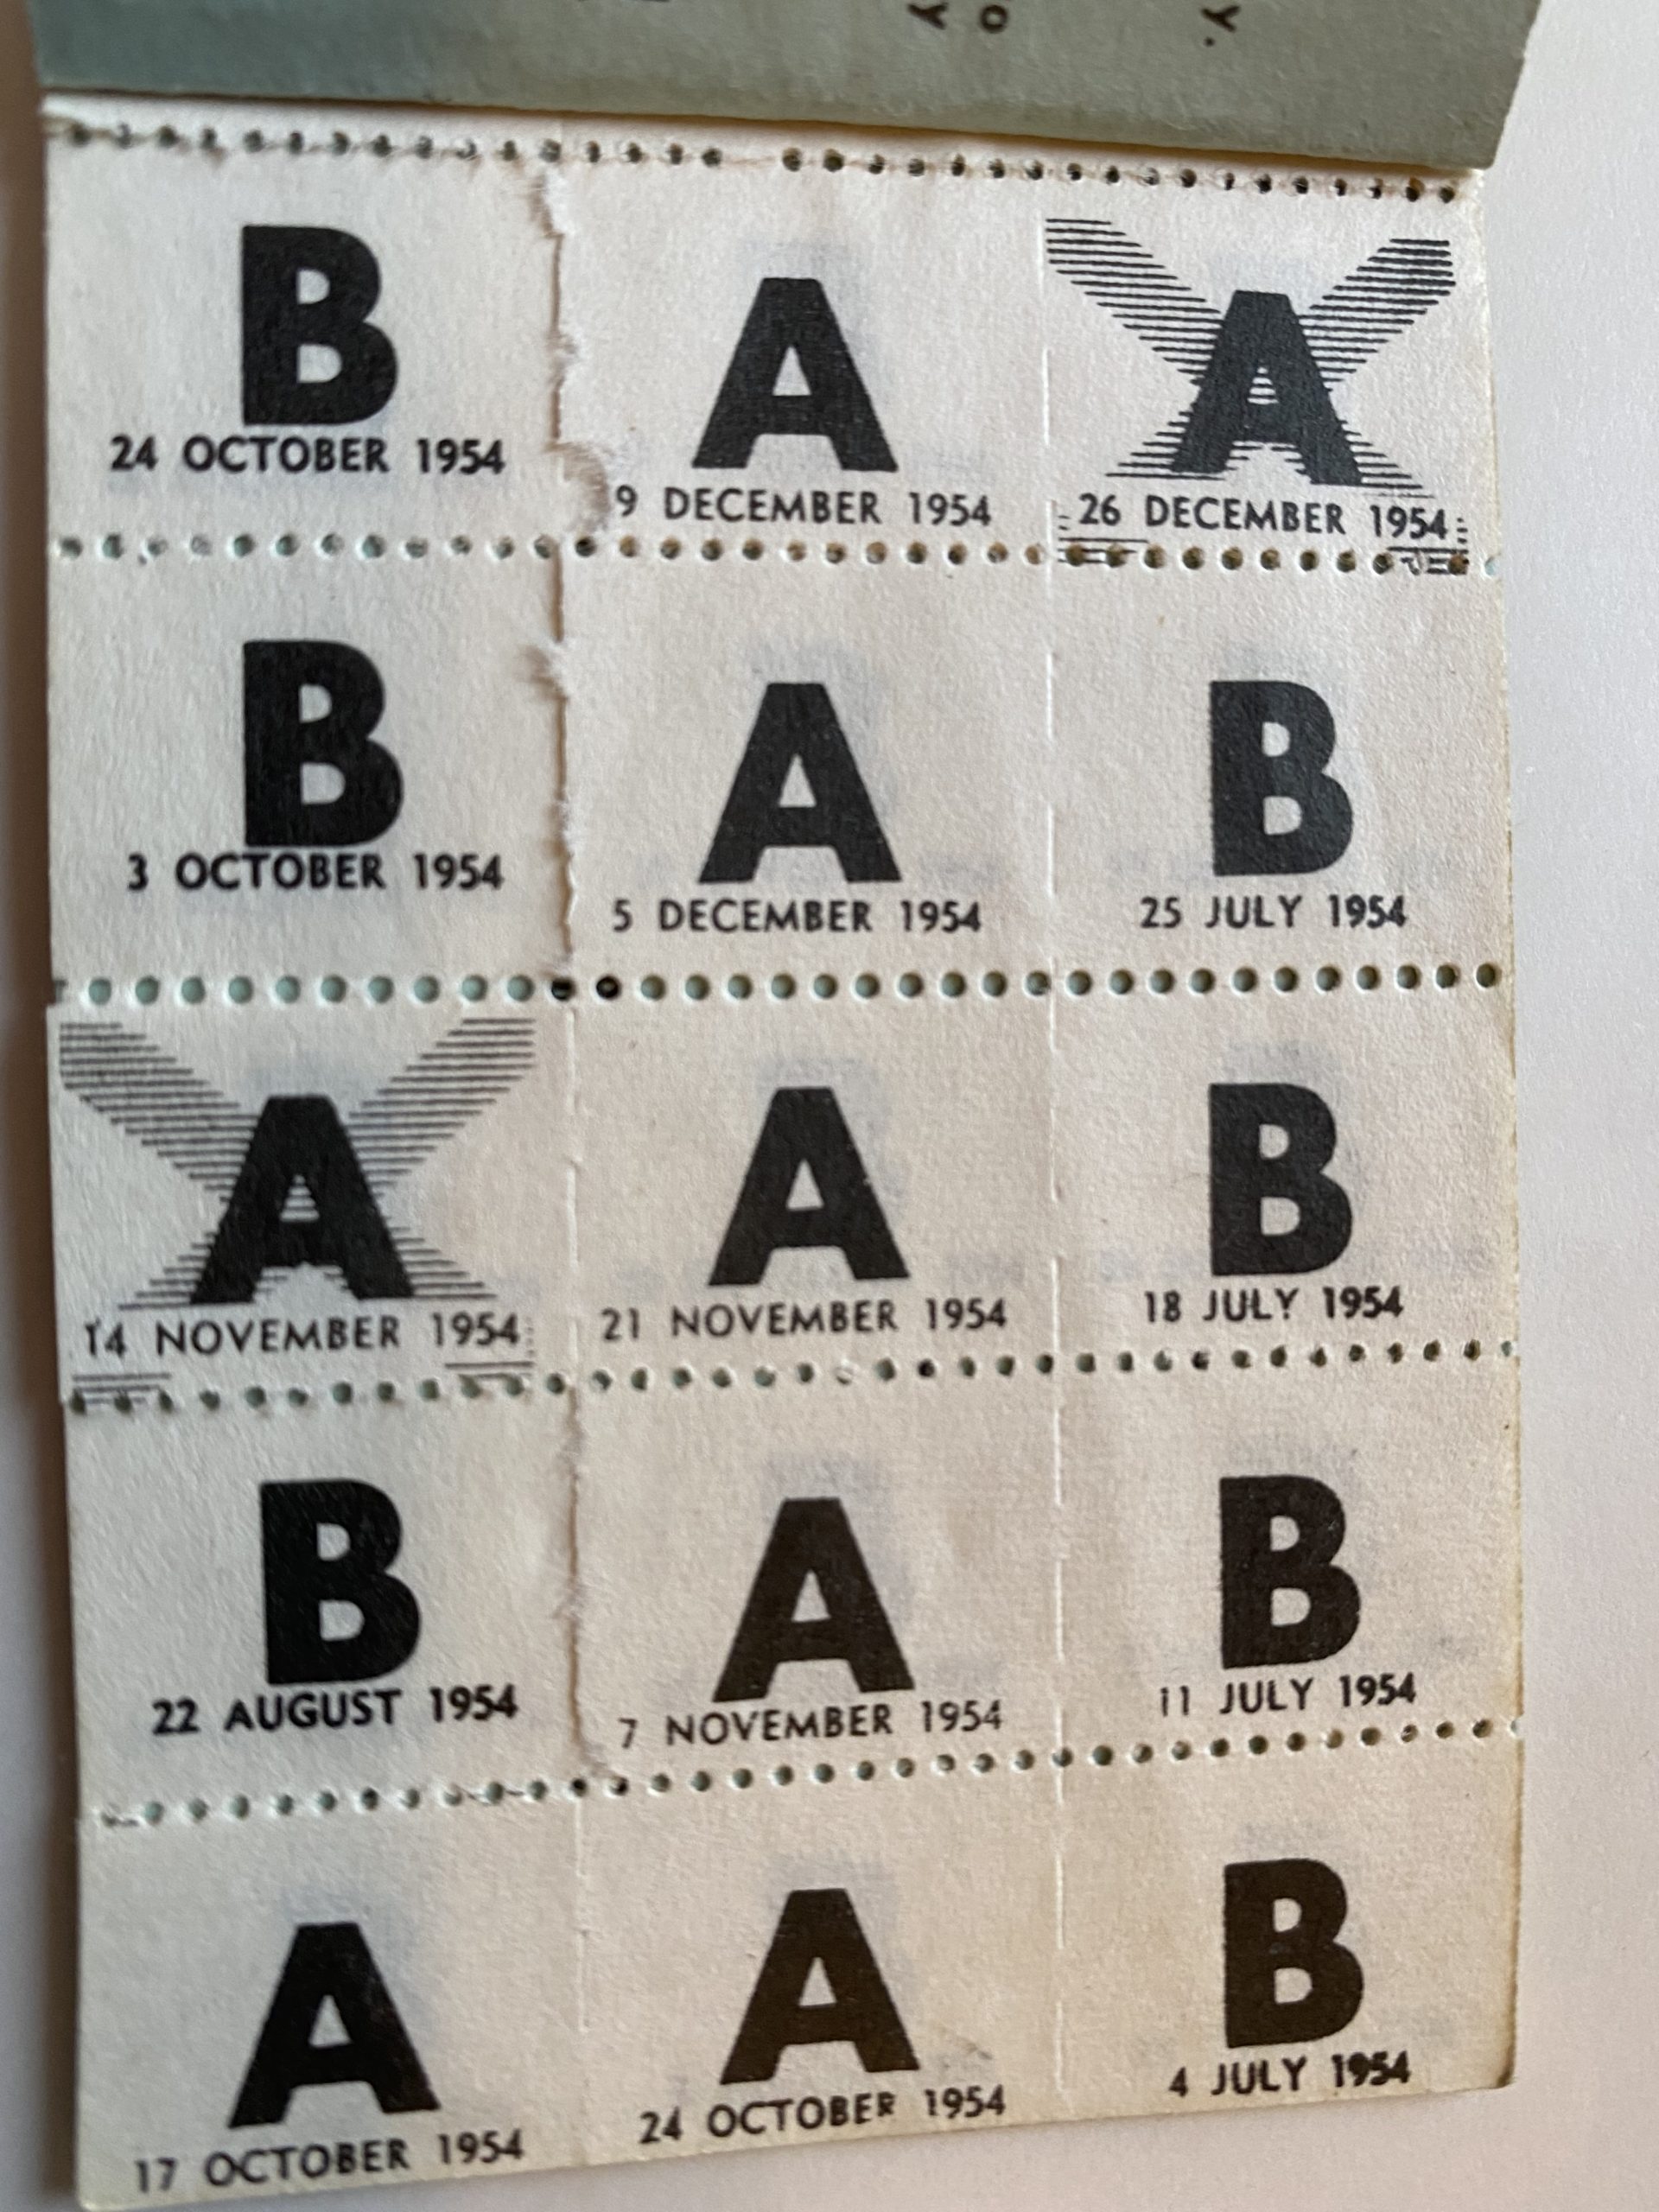 B
24 OCTOBER 1954
A
9 DECEMBER 1954
A
26 DECEMBER 1954
B
3 OCTOBER 1954
A
5 DECEMBER 1954
B
25 JULY 1954
A
14 NOVEMBER 1954
A
21 NOVEMBER 1954
B
18 JULY 1954
B
22 AUGUST 1954
A
7 NOVEMBER 1954
B
11 JULY 1954
A
17 OCTOBER 1954
A
24 OCTOBER 1954
B
4 JULY 1954